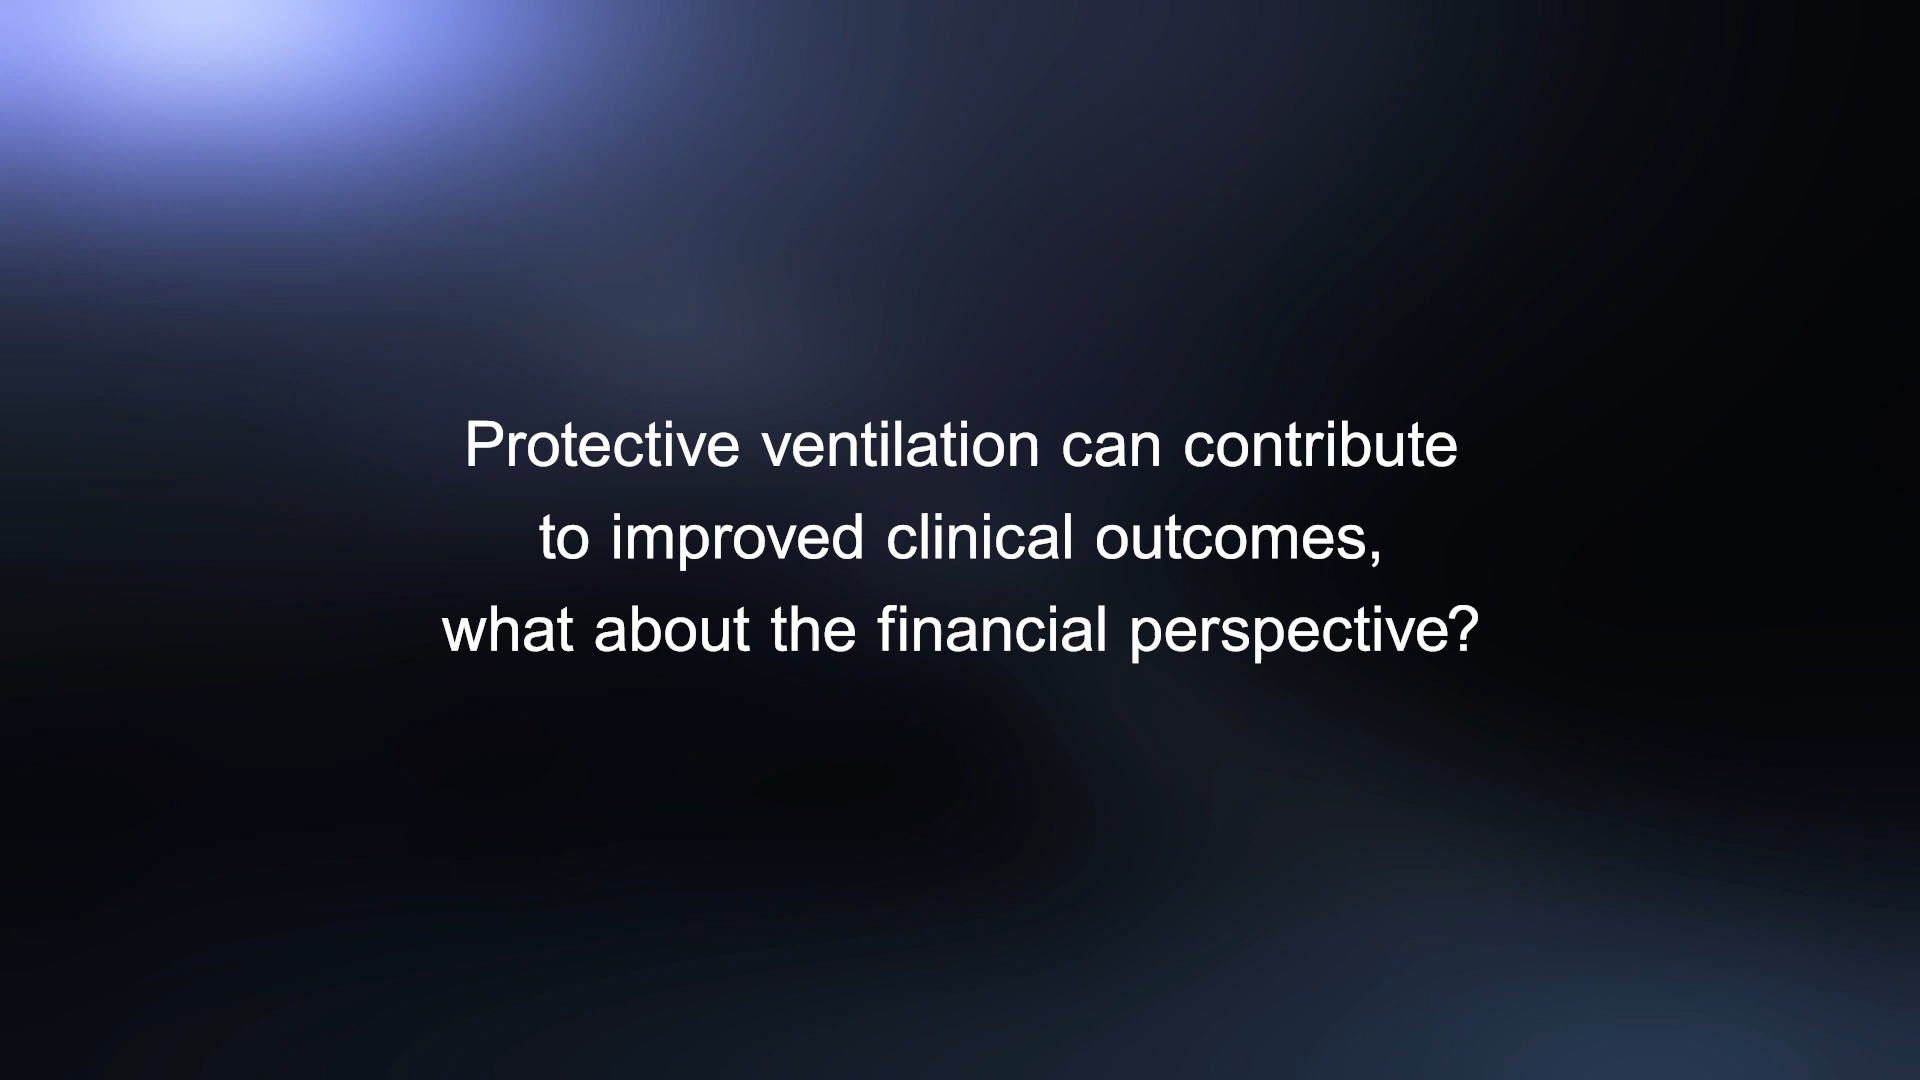 Protective ventilation can contribute
to improved clinical outcomes,
what about the financial perspective?